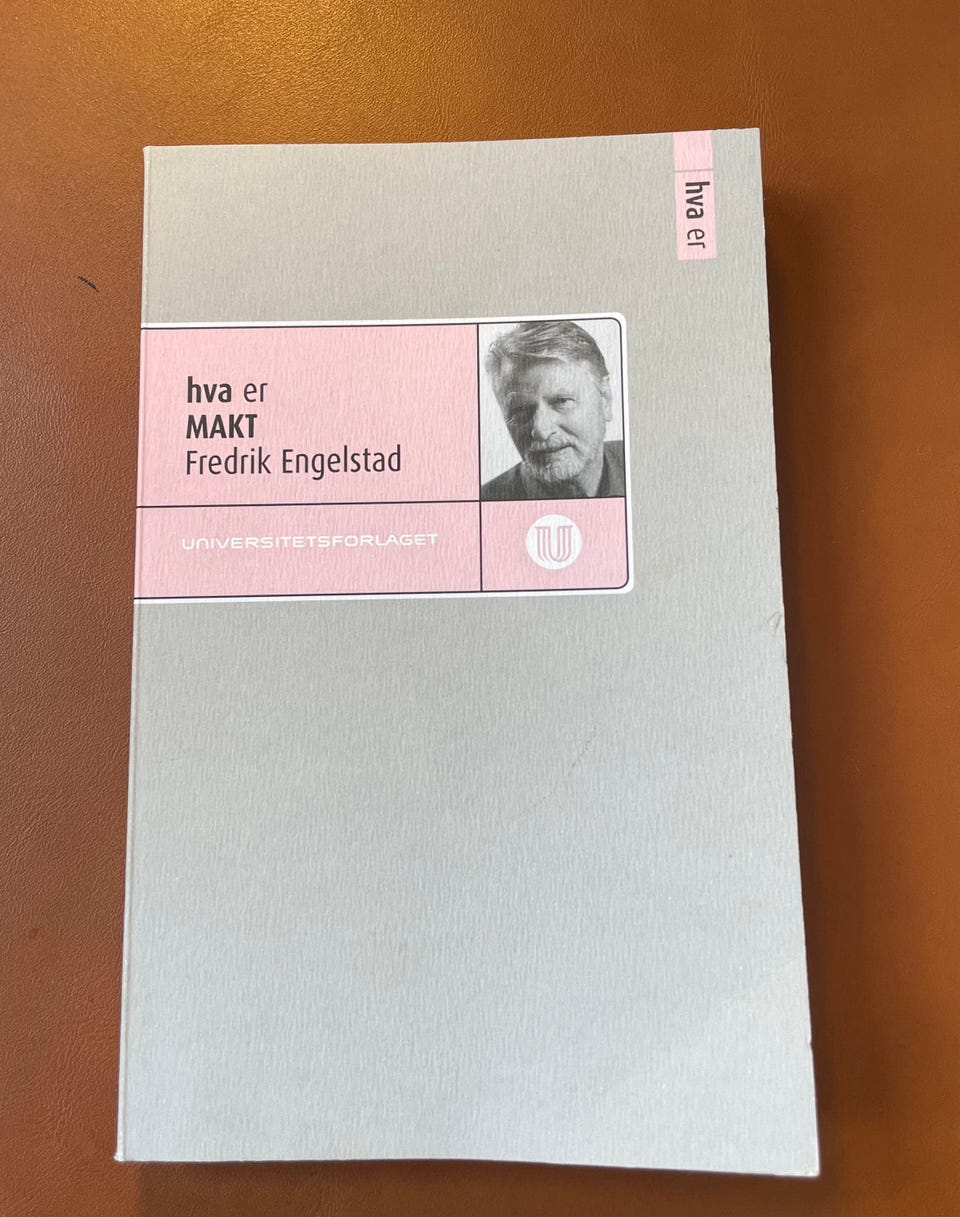 hva er
hva er
MAKT
Fredrik Engelstad
UNIVERSITETSFORLAGET
U